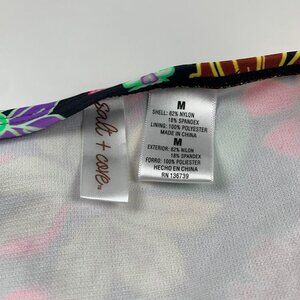 salt + cove.
M
SHELL: 82% NYLON
18% SPANDEX
LINING: 100% POLYESTER
MADE IN CHINA
M
EXTERIOR: 82% NILON
18% SPANDEX
FORRO: 100% POLIESTER
HECHO EN CHINA
RN 136739